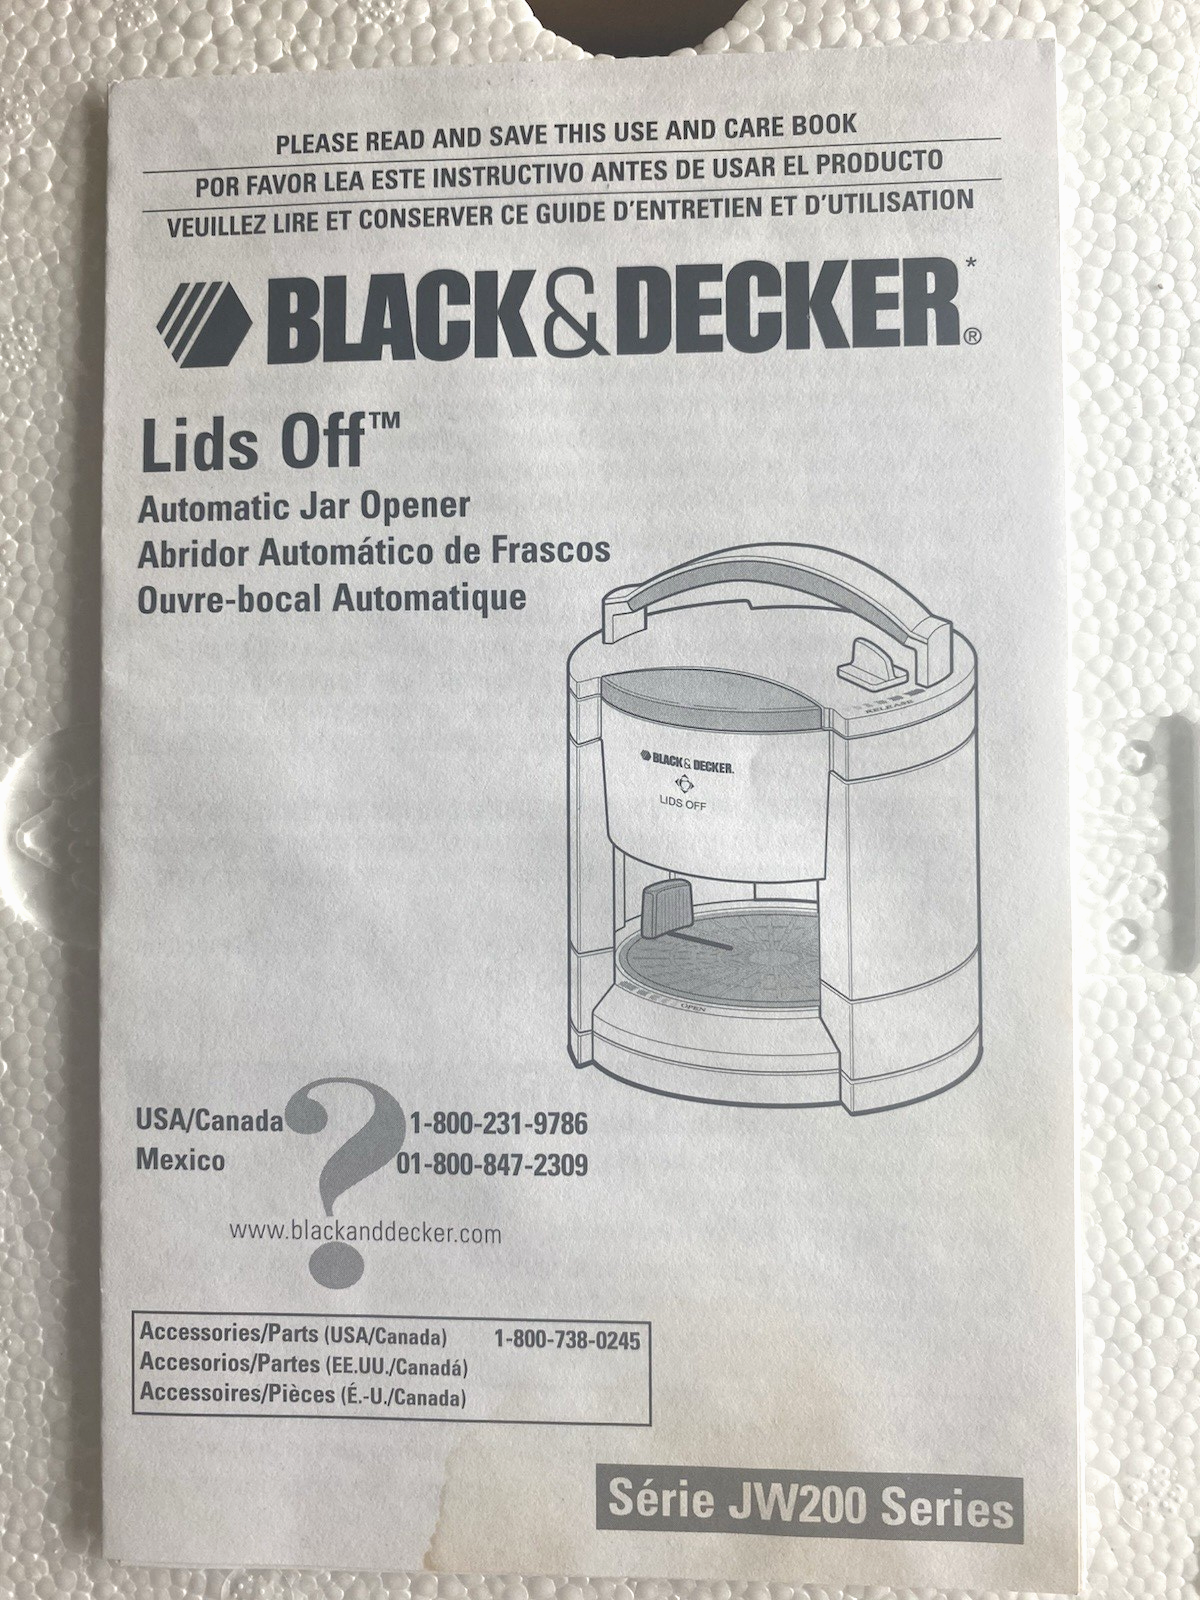 PLEASE READ AND SAVE THIS USE AND CARE BOOK
POR FAVOR LEA ESTE INSTRUCTIVO ANTES DE USAR EL PRODUCTO
VEUILLEZ LIRE ET CONSERVER CE GUIDE D'ENTRETIEN ET D'UTILISATION
BLACK&DECKER®*
Lids Off™
Automatic Jar Opener
Abridor Automático de Frascos
Ouvre-bocal Automatique
RELEASE
BLACK&DECKER.
LIDS OFF
OPEN
USA/Canada ? 1-800-231-9786
Mexico 01-800-847-2309
www.blackanddecker.com
Accessories/Parts (USA/Canada) 1-800-738-0245
Accesorios/Partes (EE.UU./Canadá)
Accessoires/Pièces (É.-U./Canada)
Série JW200 Series